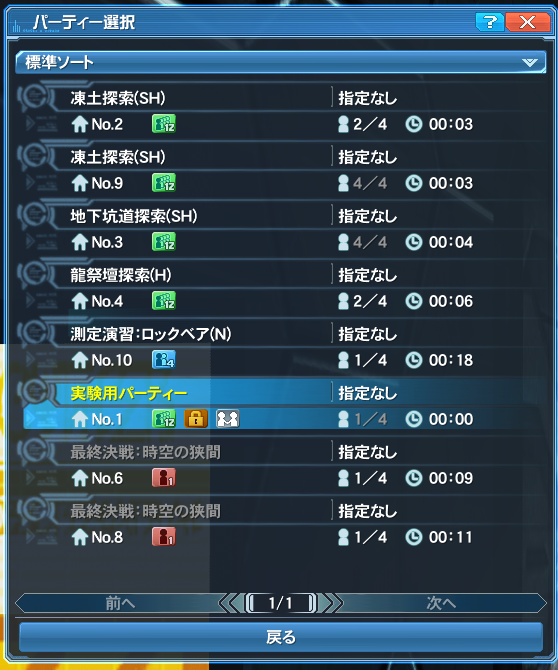 パーティー選択 ?
標準ソート
凍土探索(SH) 指定なし
No.2 12 2／4 00:03
凍土探索(SH) 指定なし
No.9 12 4／4 00:03
地下坑道探索(SH) 指定なし
No.3 12 4／4 00:04
龍祭壇探索(H) 指定なし
No.4 12 2／4 00:06
測定演習：ロックベア(N) 指定なし
No.10 4 1／4 00:18
実験用パーティー 指定なし
No.1 12 1／4 00:00
最終決戦：時空の狭間 指定なし
No.6 1 1／4 00:09
最終決戦：時空の狭間 指定なし
No.8 1 1／4 00:11
前へ 1/1 次へ
戻る